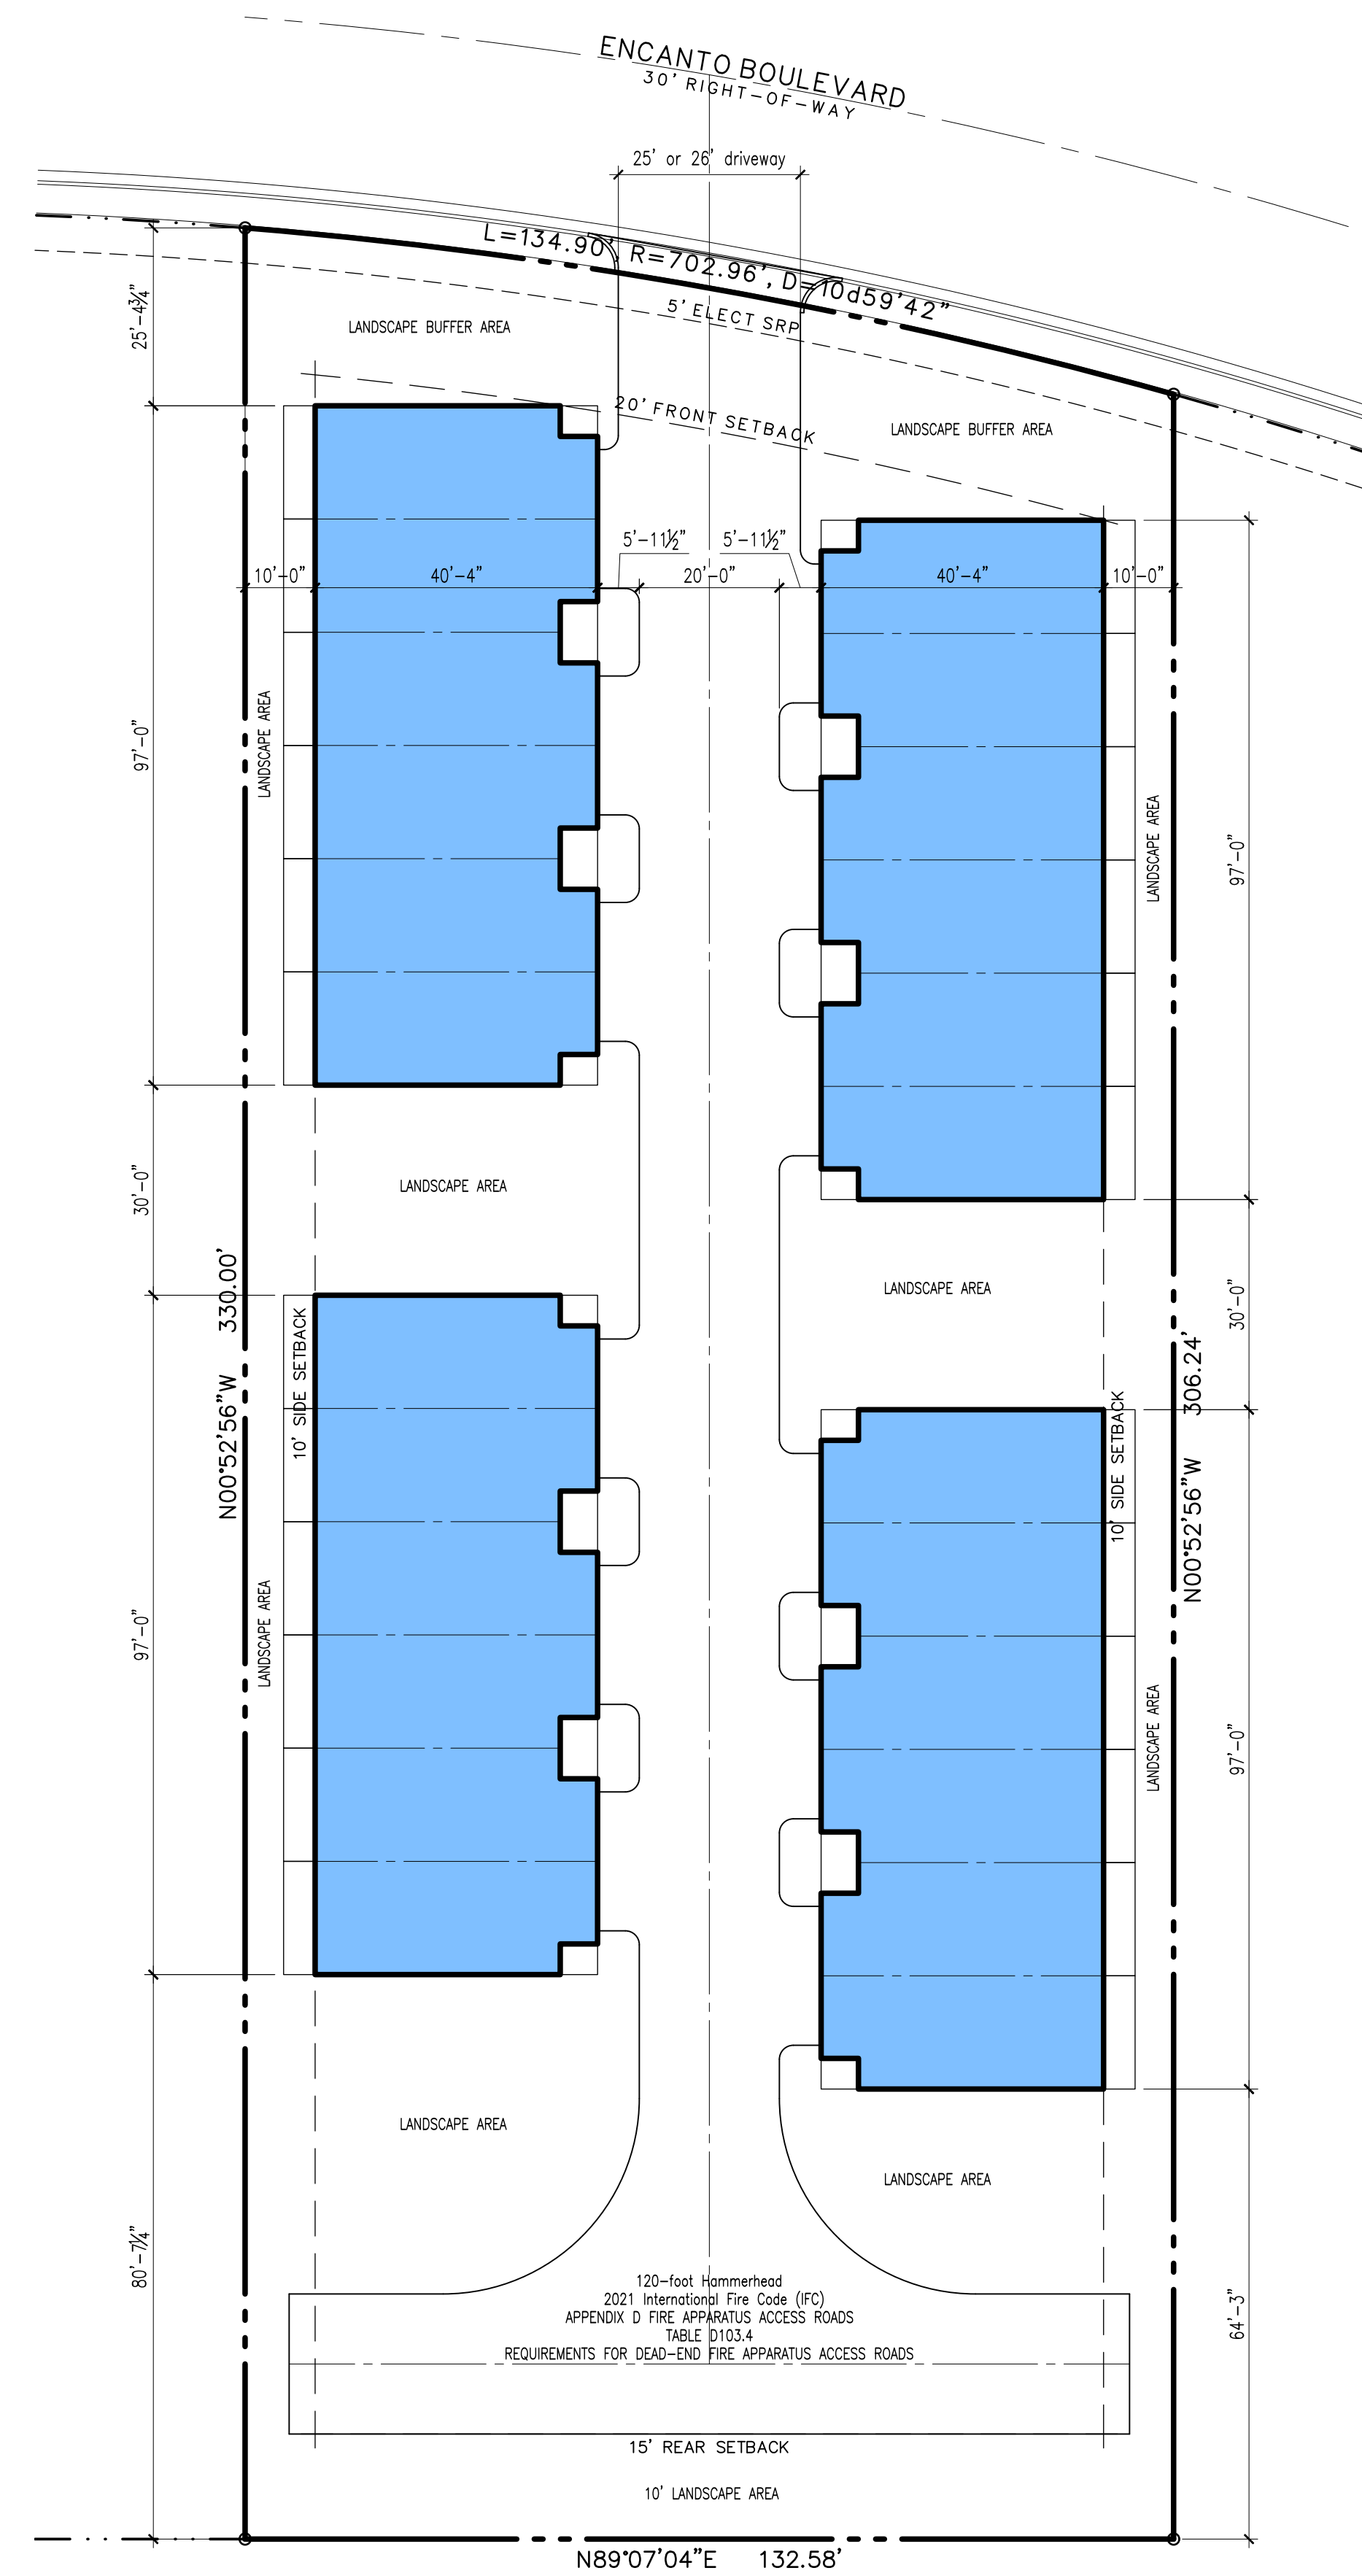 ENCANTO BOULEVARD
30' RIGHT-OF-WAY
25' or 26' driveway
L=134.90', R=702.96', D=10d59'42"
5' ELECT SRP
25'-4¾"
LANDSCAPE BUFFER AREA
20' FRONT SETBACK
LANDSCAPE BUFFER AREA
5'-11½" 5'-11½"
10'-0" 40'-4" 20'-0" 40'-4" 10'-0"
97'-0"
LANDSCAPE AREA
LANDSCAPE AREA
97'-0"
30'-0"
LANDSCAPE AREA
LANDSCAPE AREA
30'-0"
N00°52'56"W 330.00'
10' SIDE SETBACK
10' SIDE SETBACK
N00°52'56"W 306.24'
97'-0"
LANDSCAPE AREA
LANDSCAPE AREA
97'-0"
LANDSCAPE AREA
LANDSCAPE AREA
80'-7¼"
64'-3"
120-foot Hammerhead
2021 International Fire Code (IFC)
APPENDIX D FIRE APPARATUS ACCESS ROADS
TABLE D103.4
REQUIREMENTS FOR DEAD-END FIRE APPARATUS ACCESS ROADS
15' REAR SETBACK
10' LANDSCAPE AREA
N89°07'04"E 132.58'